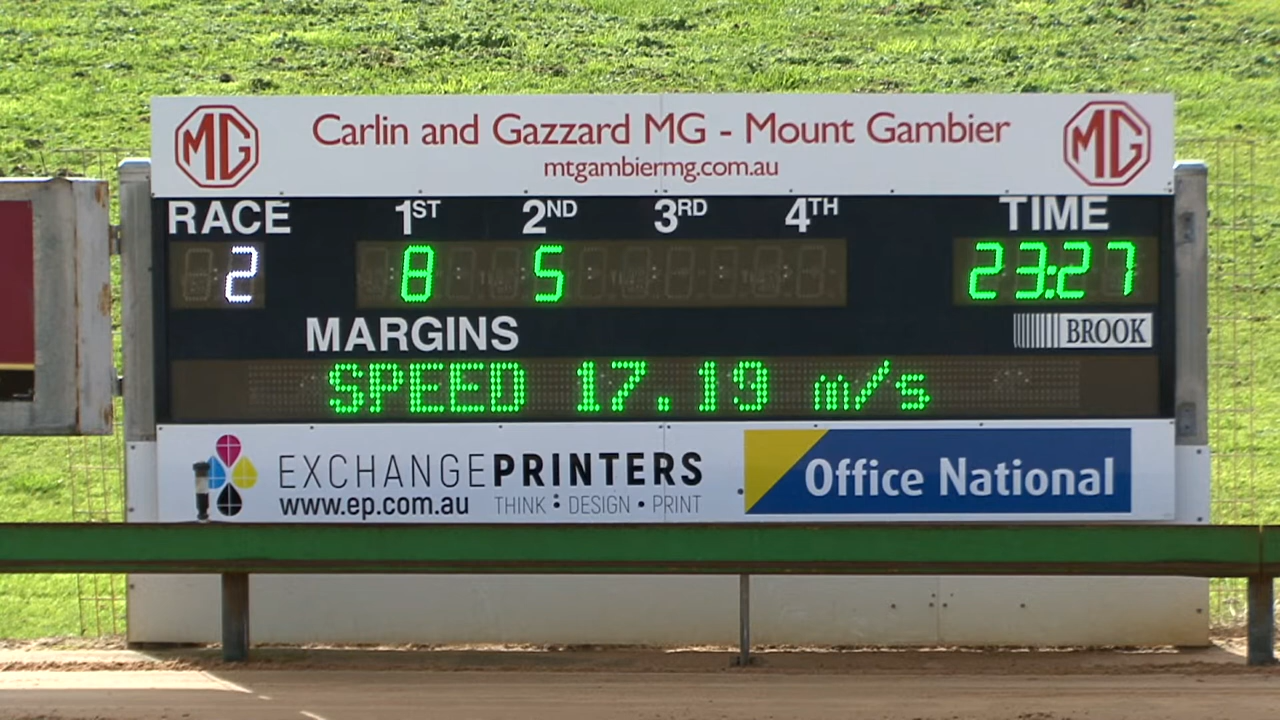 MG Carlin and Gazzard MG - Mount Gambier MG
mtgambiermg.com.au
RACE 1ST 2ND 3RD 4TH TIME
2 8 5 23:27
MARGINS BROOK
SPEED 17.19 m/s
EXCHANGEPRINTERS
www.ep.com.au THINK : DESIGN • PRINT
Office National